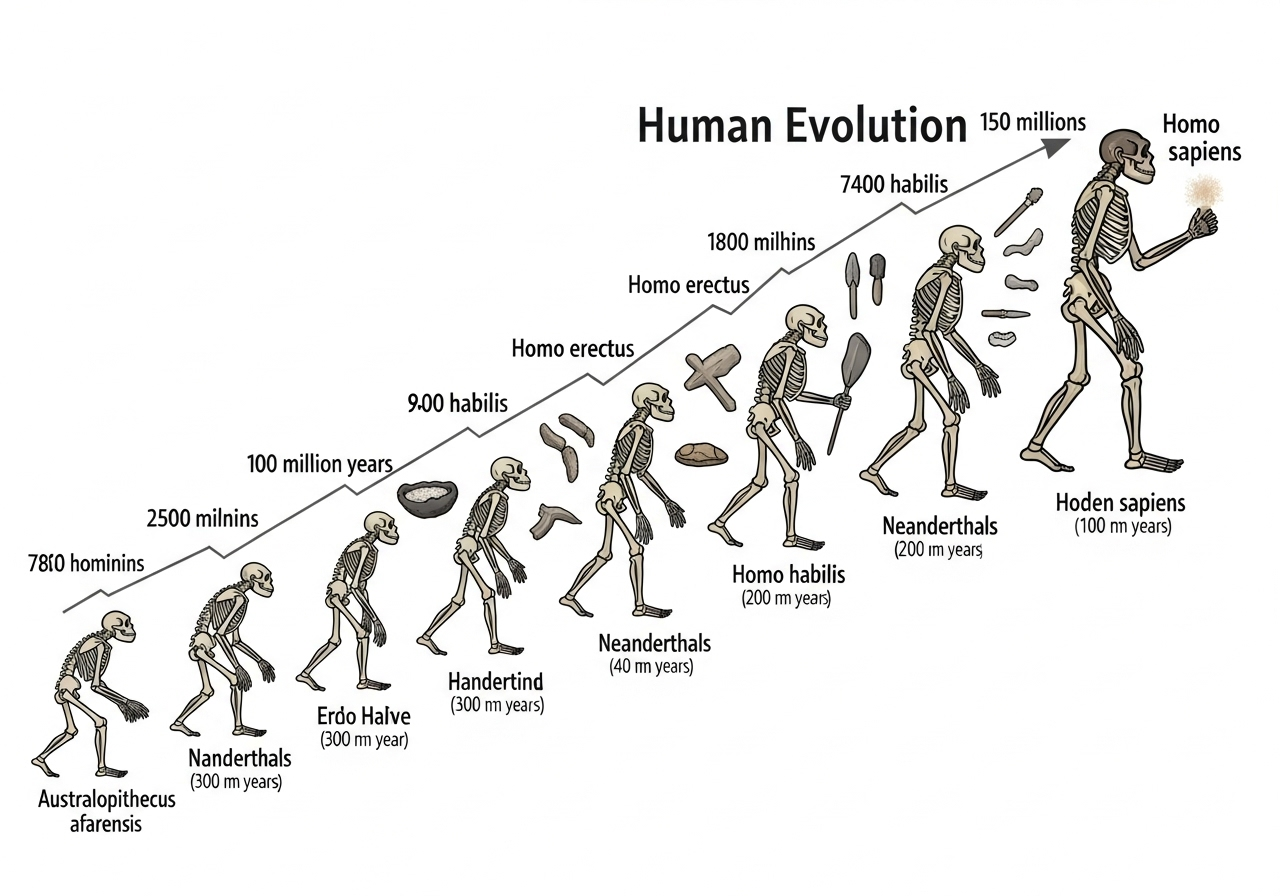 Human Evolution
150 millions
Homo
sapiens
7400 habilis
1800 milhins
Homo erectus
Homo erectus
9.00 habilis
100 million years
2500 milnins
hominins
Hoden sapiens
(100 m years)
Neanderthals
(200 m years)
Homo habilis
(200 m years)
Neanderthals
(40 m years)
Handertind
(300 m years)
Erdo Halve
(300 m year)
Nanderthals
(300 m years)
Australopithecus
afarensis